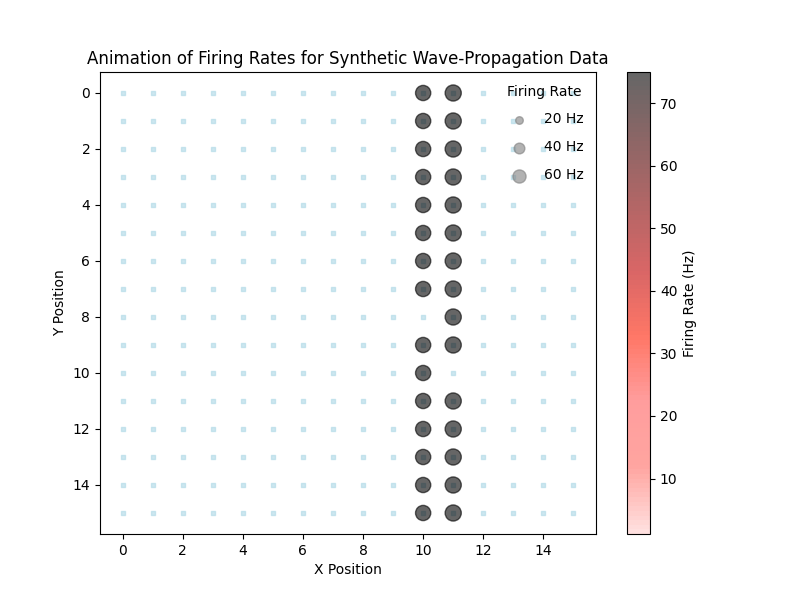 Animation of Firing Rates for Synthetic Wave-Propagation Data
Firing Rate
20 Hz
40 Hz
60 Hz
0
2
4
6
8
10
12
14
Y Position
0 2 4 6 8 10 12 14
X Position
70
60
50
40
30
20
10
Firing Rate (Hz)